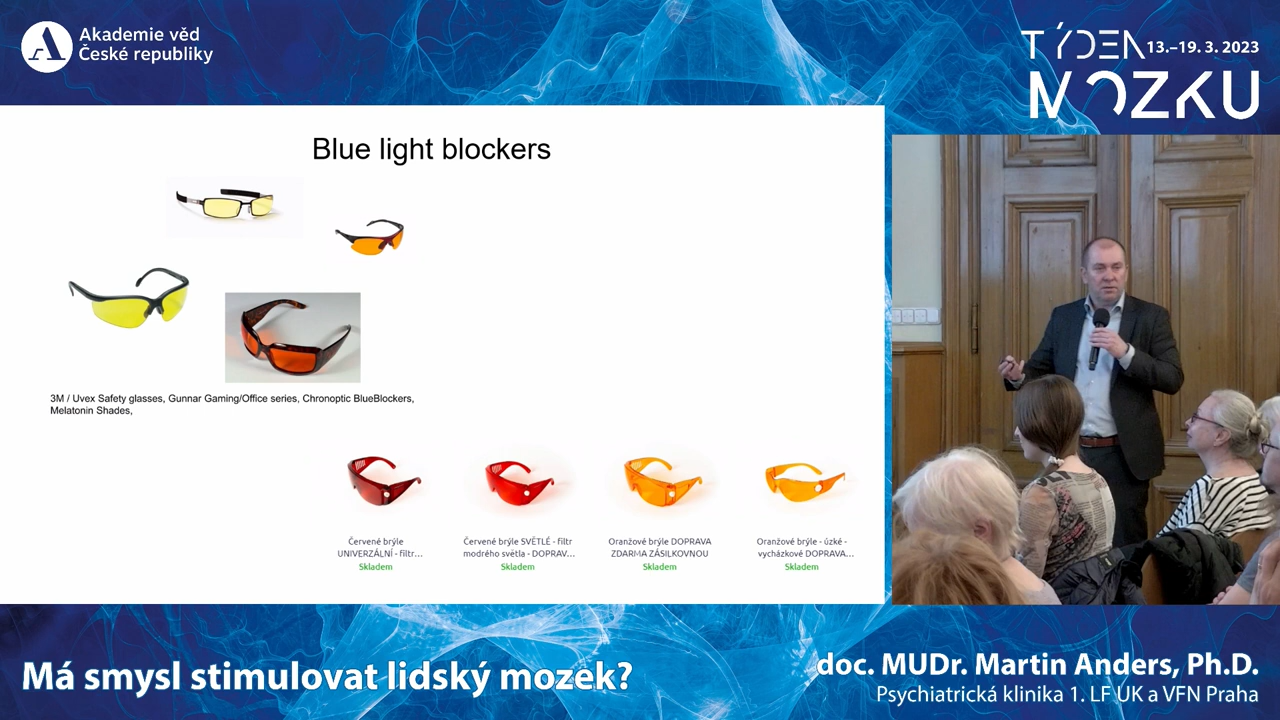 Akademie věd
České republiky
TÝDEN 13.–19. 3. 2023
MOZKU
Blue light blockers
3M / Uvex Safety glasses, Gunnar Gaming/Office series, Chronoptic BlueBlockers,
Melatonin Shades,
Červené brýle
UNIVERZÁLNÍ - filtr...
Skladem
Červené brýle SVĚTLÉ - filtr
modrého světla - DOPRAV...
Skladem
Oranžové brýle DOPRAVA
ZDARMA ZÁSILKOVNOU
Skladem
Oranžové brýle - úzké -
vycházkové DOPRAVA...
Skladem
Má smysl stimulovat lidský mozek?
doc. MUDr. Martin Anders, Ph.D.
Psychiatrická klinika 1. LF UK a VFN Praha